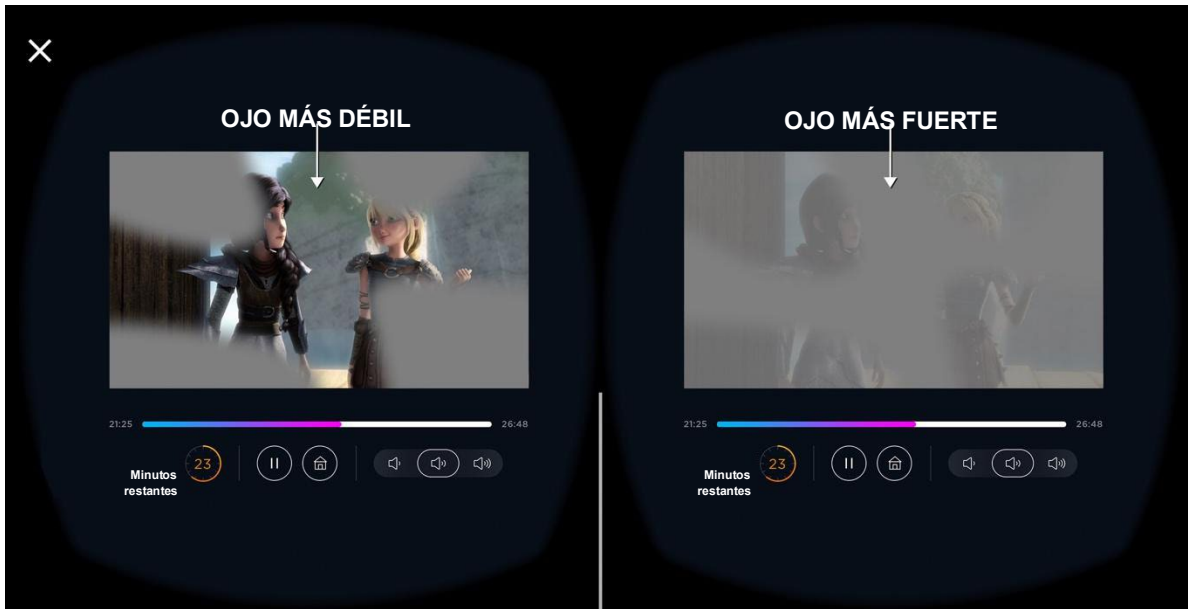 OJO MÁS DÉBIL
OJO MÁS FUERTE
21:25
26:48
23
Minutos
restantes
21:25
26:48
23
Minutos
restantes